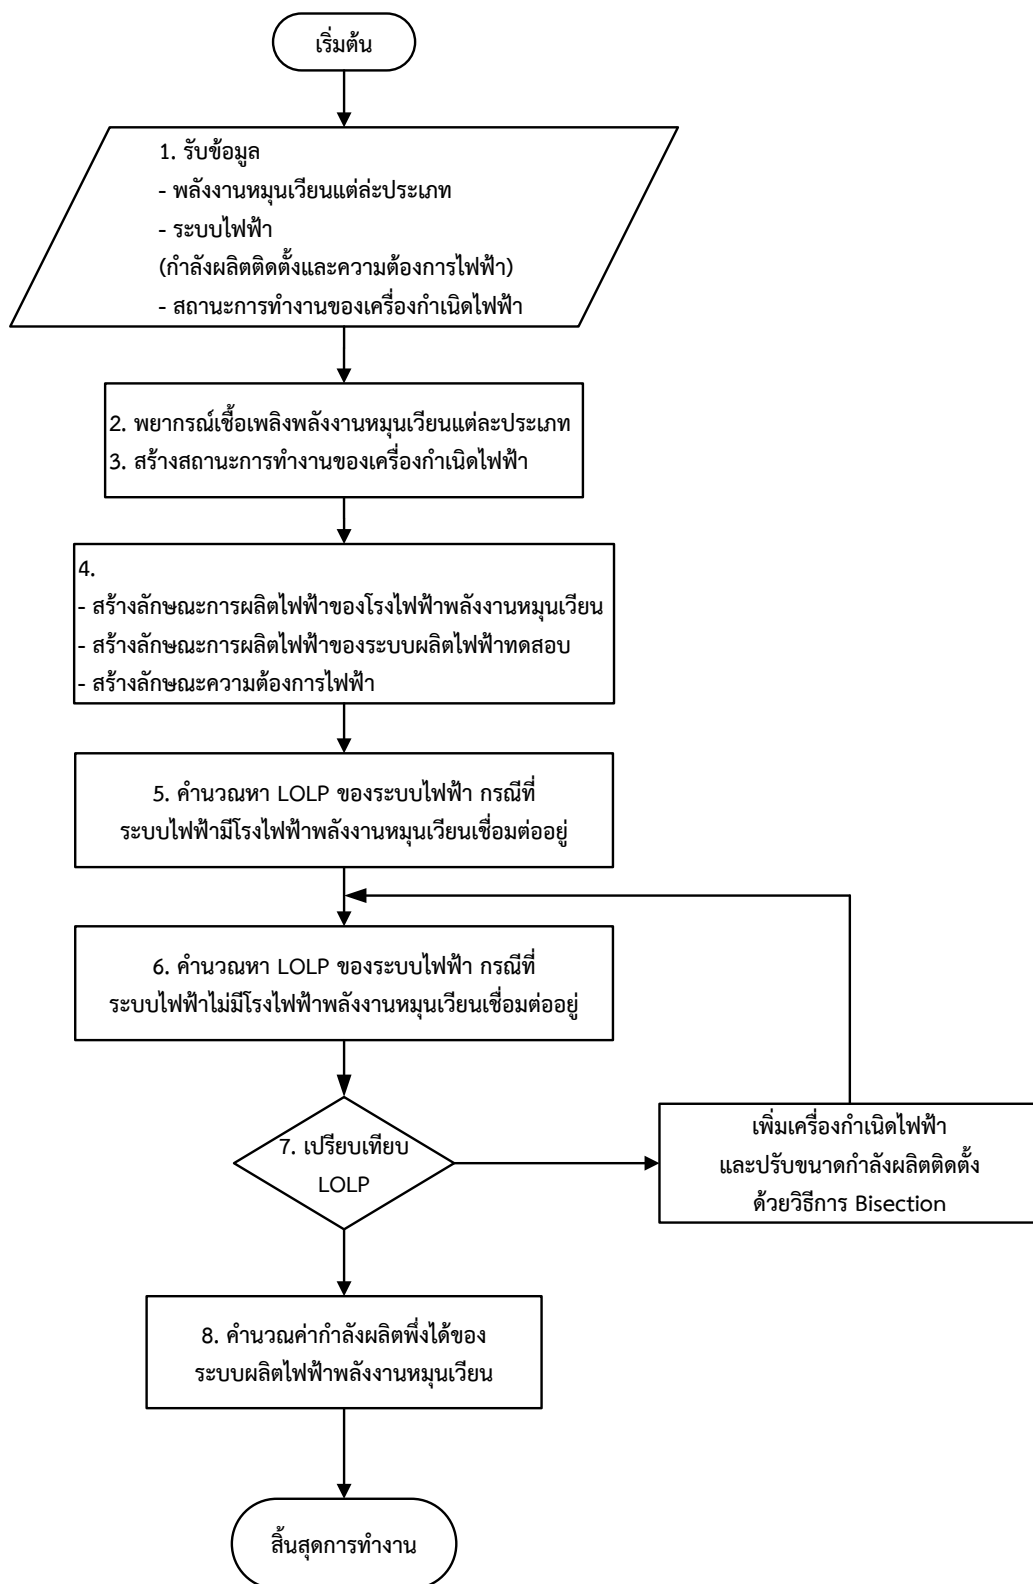 เริ่มต้น
1. รับข้อมูล
- พลังงานหมุนเวียนแต่ล่ะประเภท
- ระบบไฟฟ้า
(กำลังผลิตติดตั้งและความต้องการไฟฟ้า)
- สถานะการทำงานของเครื่องกำเนิดไฟฟ้า
2. พยากรณ์เชื้อเพลิงพลังงานหมุนเวียนแต่ละประเภท
3. สร้างสถานะการทำงานของเครื่องกำเนิดไฟฟ้า
4.
- สร้างลักษณะการผลิตไฟฟ้าของโรงไฟฟ้าพลังงานหมุนเวียน
- สร้างลักษณะการผลิตไฟฟ้าของระบบผลิตไฟฟ้าทดสอบ
- สร้างลักษณะความต้องการไฟฟ้า
5. คำนวณหา LOLP ของระบบไฟฟ้า กรณีที่
ระบบไฟฟ้ามีโรงไฟฟ้าพลังงานหมุนเวียนเชื่อมต่ออยู่
6. คำนวณหา LOLP ของระบบไฟฟ้า กรณีที่
ระบบไฟฟ้าไม่มีโรงไฟฟ้าพลังงานหมุนเวียนเชื่อมต่ออยู่
7. เปรียบเทียบ
LOLP
เพิ่มเครื่องกำเนิดไฟฟ้า
และปรับขนาดกำลังผลิตติดตั้ง
ด้วยวิธีการ Bisection
8. คำนวณค่ากำลังผลิตพึ่งได้ของ
ระบบผลิตไฟฟ้าพลังงานหมุนเวียน
สิ้นสุดการทำงาน